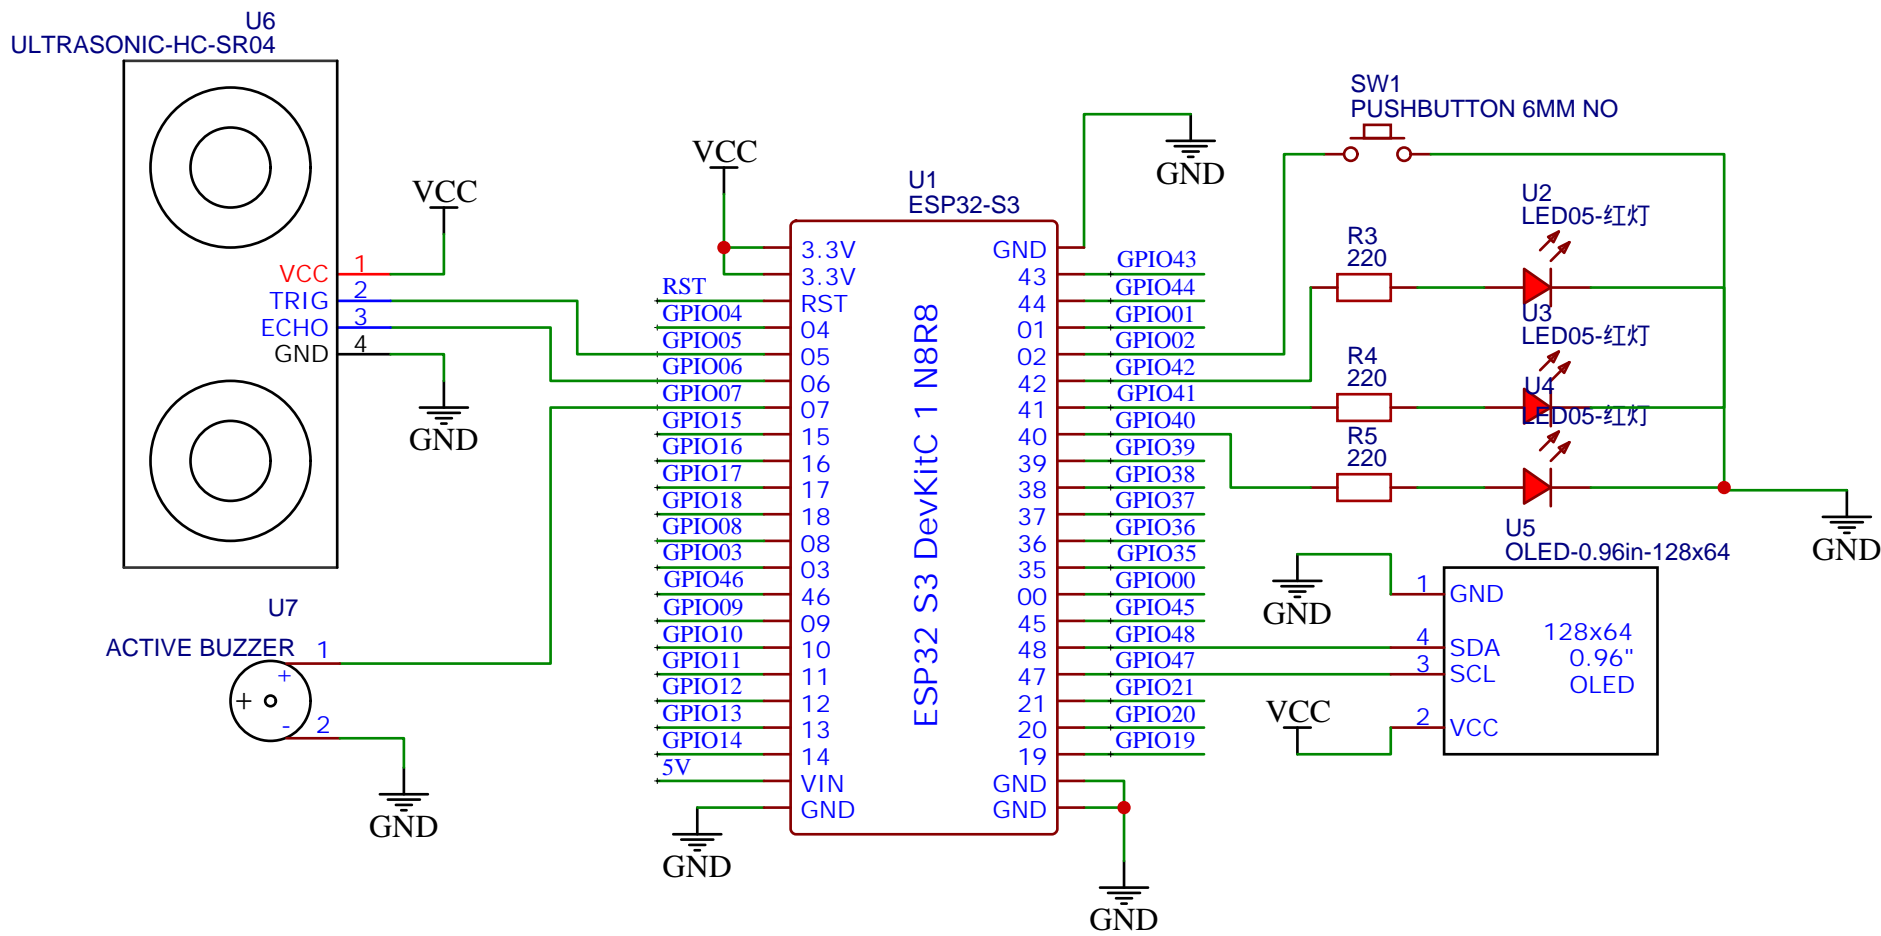 U6
ULTRASONIC-HC-SR04
VCC 1
TRIG 2
ECHO 3
GND 4
VCC
GND
U7
ACTIVE BUZZER
1
+
+
-
2
GND
VCC
U1
ESP32-S3
ESP32 S3 DevKitC 1 N8R8
3.3V
3.3V
RST RST
GPIO04 04
GPIO05 05
GPIO06 06
GPIO07 07
GPIO15 15
GPIO16 16
GPIO17 17
GPIO18 18
GPIO08 08
GPIO03 03
GPIO46 46
GPIO09 09
GPIO10 10
GPIO11 11
GPIO12 12
GPIO13 13
GPIO14 14
5V VIN
GND
GND
GND
43 GPIO43
44 GPIO44
01 GPIO01
02 GPIO02
42 GPIO42
41 GPIO41
40 GPIO40
39 GPIO39
38 GPIO38
37 GPIO37
36 GPIO36
35 GPIO35
00 GPIO00
45 GPIO45
48 GPIO48
47 GPIO47
21 GPIO21
20 GPIO20
19 GPIO19
GND
GND
GND
GND
SW1
PUSHBUTTON 6MM NO
R3
220
U2
LED05-红灯
R4
220
U3
LED05-红灯
R5
220
U4
LED05-红灯
GND
U5
OLED-0.96in-128x64
GND
1 GND
4 SDA
3 SCL
VCC
2 VCC
128x64
0.96"
OLED